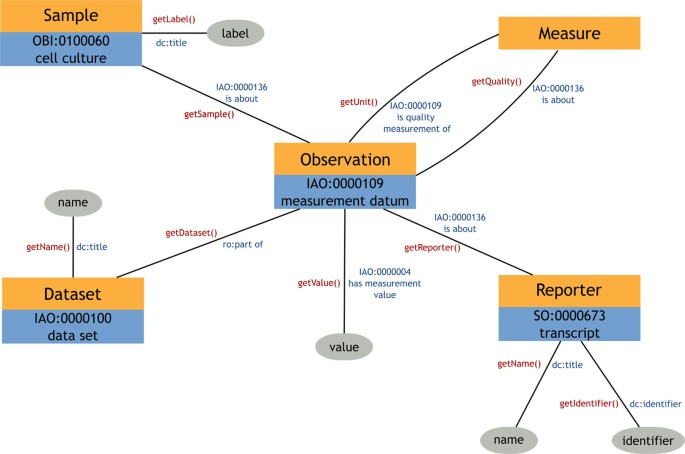 Sample
OBI:0100060
cell culture
getLabel()
dc:title
label
Measure
IAO:0000136
is about
getSample()
getUnit()
IAO:0000109
is quality
measurement of
getQuality()
IAO:0000136
is about
Observation
IAO:0000109
measurement datum
name
getName()
dc:title
getDataset()
ro:part of
IAO:0000136
is about
getReporter()
getValue()
IAO:0000004
has measurement
value
Dataset
IAO:0000100
data set
Reporter
SO:0000673
transcript
value
getName()
dc:title
getIdentifier()
dc:identifier
name
identifier